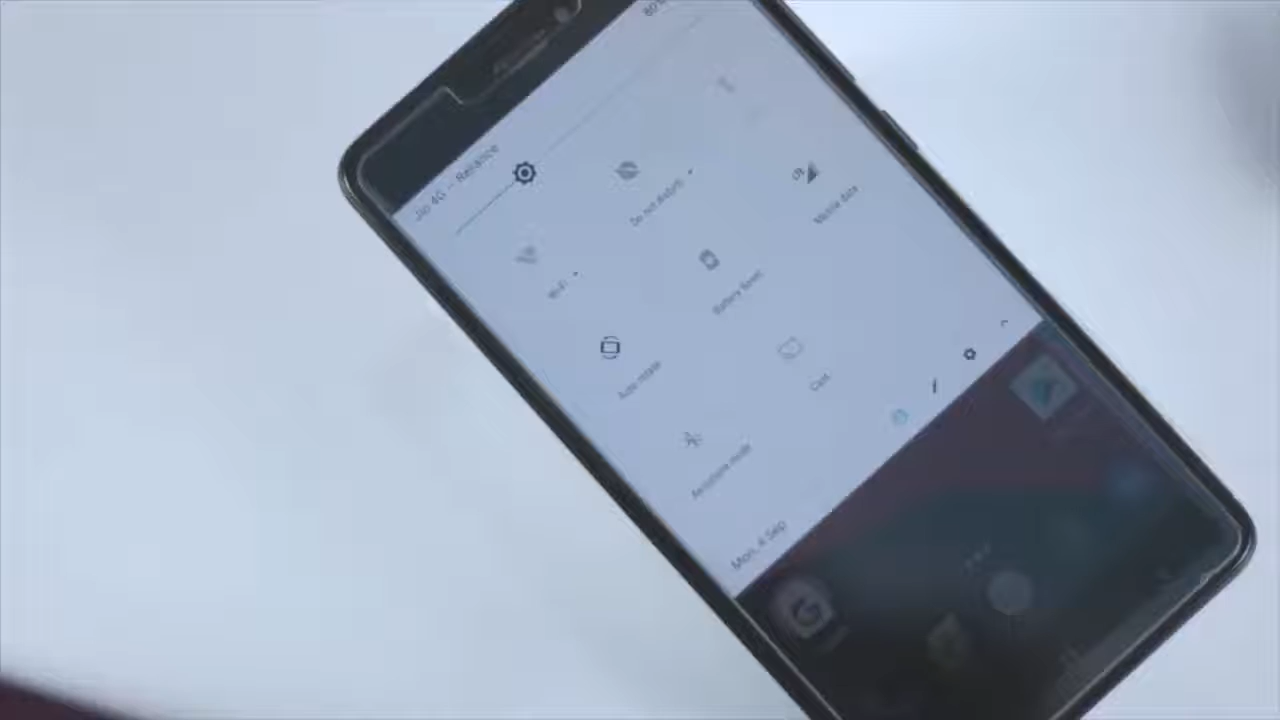 Jio 4G — Reliance
Do not disturb
Mobile data
Wi-Fi
Battery Saver
Auto-rotate
Cast
Aeroplane mode
Mon, 4 Sep
G